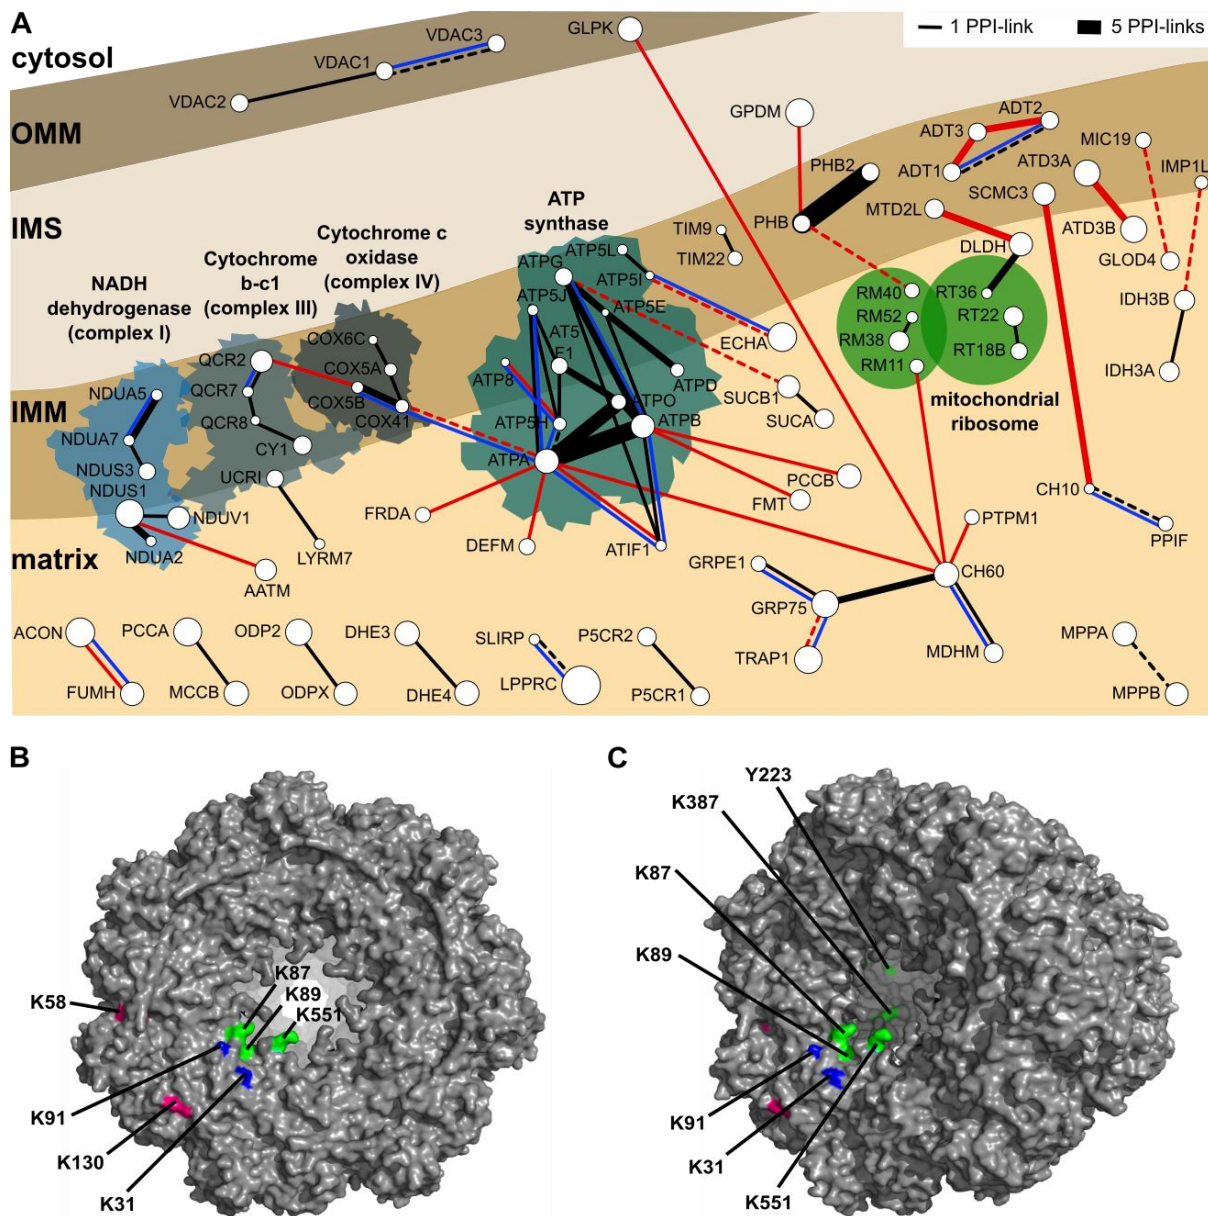 A
cytosol
OMM
IMS
IMM
matrix
1 PPI-link
5 PPI-links
VDAC3
VDAC1
VDAC2
GLPK
GPDM
PHB2
PHB
ADT2
ADT3
ADT1
MIC19
ATD3A
IMP1L
SCMC3
MTD2L
DLDH
ATD3B
GLOD4
IDH3B
IDH3A
ATP
synthase
TIM9
TIM22
Cytochrome c
oxidase
(complex IV)
Cytochrome
b-c1
(complex III)
NADH
dehydrogenase
(complex I)
ATP5L
ATPG
ATP5I
ATP5J
ATP5E
AT5
F1
ATP8
ATPD
ATPO
ATP5H
ATPB
ATPA
ECHA
SUCB1
SUCA
RM40
RT36
RM52
RT22
RM38
RT18B
RM11
mitochondrial
ribosome
COX6C
COX5A
COX5B
COX41
QCR2
QCR7
QCR8
CY1
UCRI
LYRM7
NDUA5
NDUA7
NDUS3
NDUS1
NDUV1
NDUA2
AATM
FRDA
DEFM
ATIF1
PCCB
FMT
CH10
PPIF
PTPM1
GRPE1
CH60
GRP75
TRAP1
MDHM
ACON
FUMH
PCCA
MCCB
ODP2
ODPX
DHE3
DHE4
SLIRP
LPPRC
P5CR2
P5CR1
MPPA
MPPB
B
K87
K89
K551
K58
K91
K130
K31
C
Y223
K387
K87
K89
K91
K31
K551